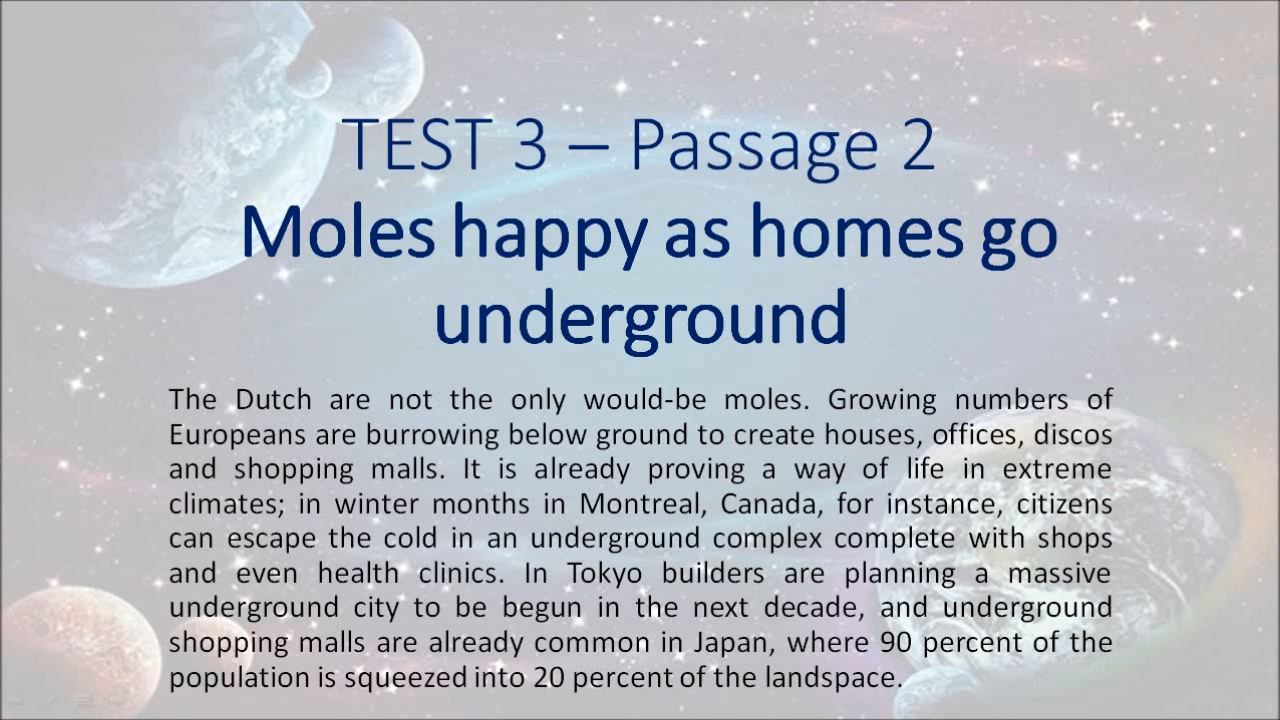 TEST 3 – Passage 2
Moles happy as homes go
underground
The Dutch are not the only would-be moles. Growing numbers of
Europeans are burrowing below ground to create houses, offices, discos
and shopping malls. It is already proving a way of life in extreme
climates; in winter months in Montreal, Canada, for instance, citizens
can escape the cold in an underground complex complete with shops
and even health clinics. In Tokyo builders are planning a massive
underground city to be begun in the next decade, and underground
shopping malls are already common in Japan, where 90 percent of the
population is squeezed into 20 percent of the landspace.